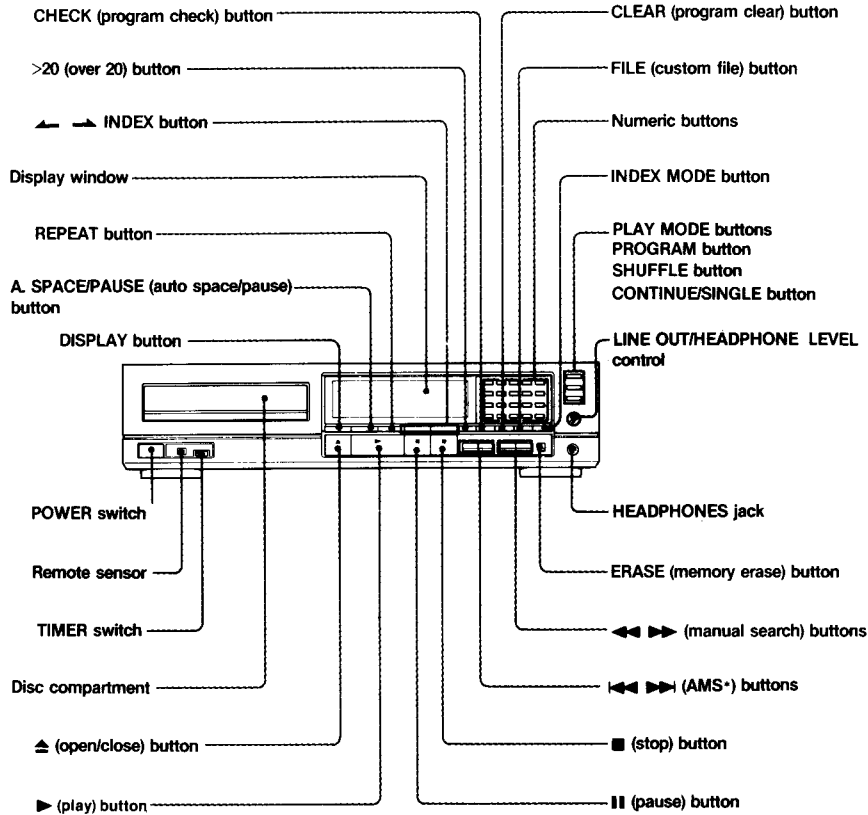 CHECK (program check) button
>20 (over 20) button
INDEX button
Display window
REPEAT button
A. SPACE/PAUSE (auto space/pause)
button
DISPLAY button
CLEAR (program clear) button
FILE (custom file) button
Numeric buttons
INDEX MODE button
PLAY MODE buttons
PROGRAM button
SHUFFLE button
CONTINUE/SINGLE button
LINE OUT/HEADPHONE LEVEL
control
POWER switch
Remote sensor
TIMER switch
Disc compartment
≜ (open/close) button
▶ (play) button
HEADPHONES jack
ERASE (memory erase) button
◀◀ ▶▶ (manual search) buttons
|◀◀ ▶▶| (AMS*) buttons
■ (stop) button
▮▮ (pause) button